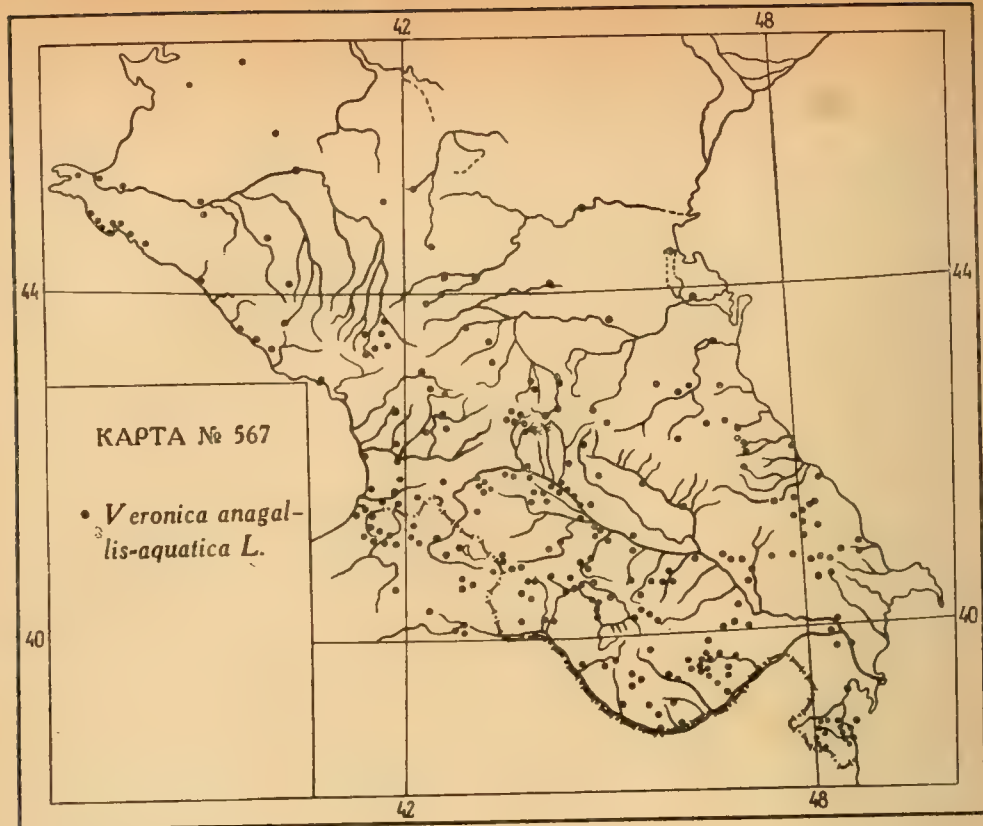 42 48
44 44
КАРТА № 567
Veronica anagal-
lis-aquatica L.
40 40
42 48